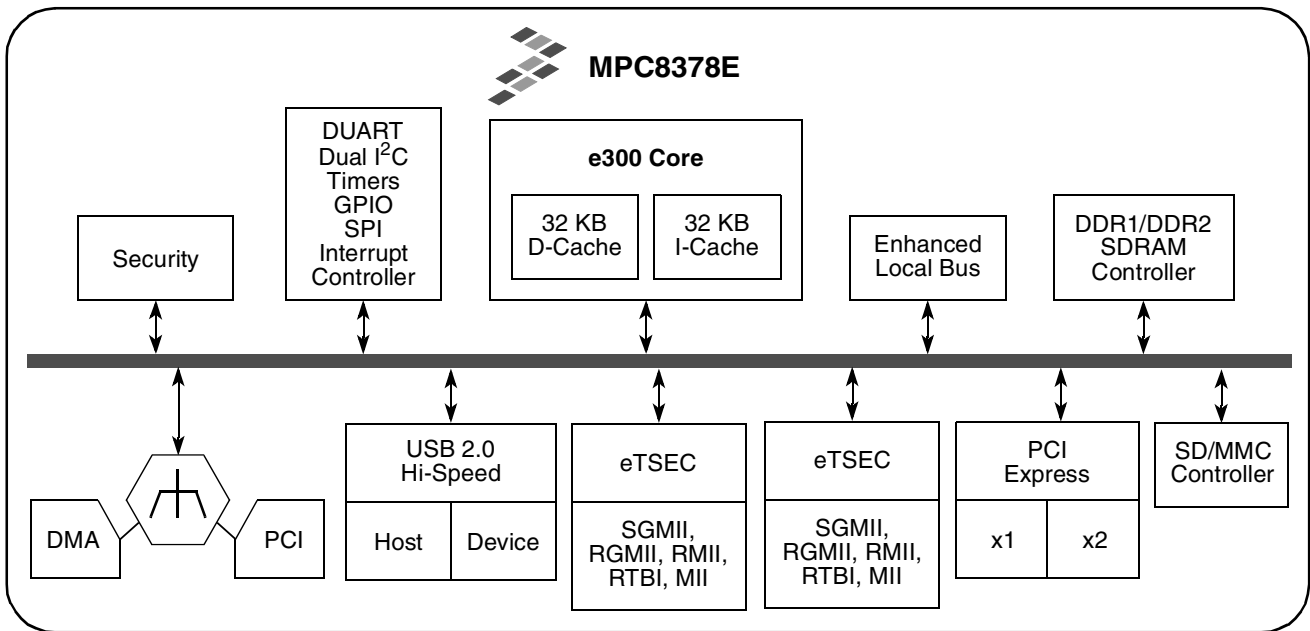 MPC8378E
DUART
Dual I²C
Timers
GPIO
SPI
Interrupt
Controller
e300 Core
32 KB
D-Cache
32 KB
I-Cache
Security
Enhanced
Local Bus
DDR1/DDR2
SDRAM
Controller
DMA
PCI
USB 2.0
Hi-Speed
Host
Device
eTSEC
SGMII,
RGMII, RMII,
RTBI, MII
eTSEC
SGMII,
RGMII, RMII,
RTBI, MII
PCI
Express
x1
x2
SD/MMC
Controller